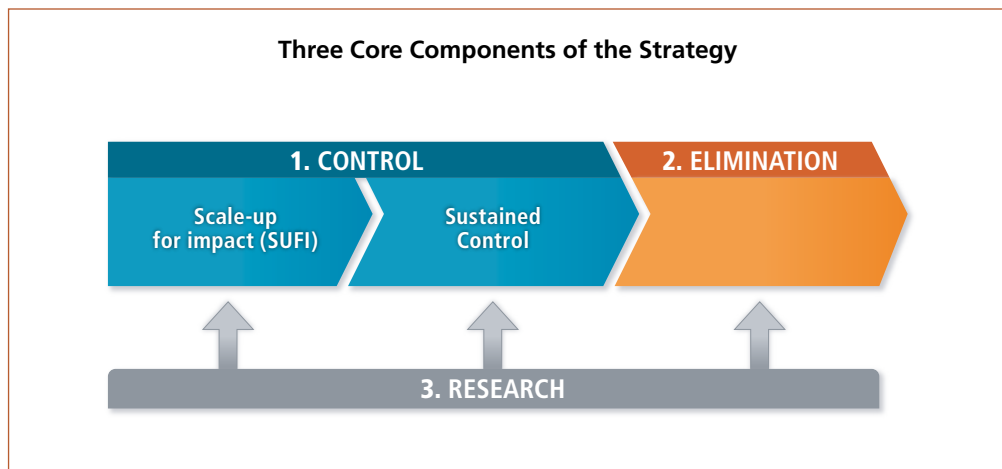 Three Core Components of the Strategy
1. CONTROL
2. ELIMINATION
Scale-up
for impact (SUFI)
Sustained
Control
3. RESEARCH